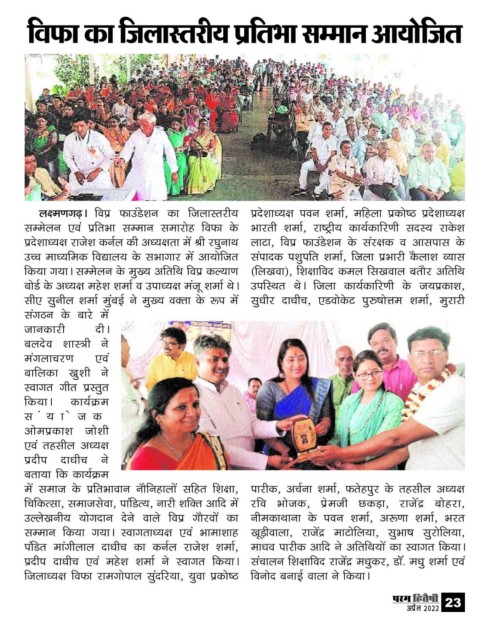 विफा का जिलास्तरीय प्रतिभा सम्मान आयोजित
लक्ष्मणगढ़। विप्र फाउंडेशन का जिलास्तरीय
सम्मेलन एवं प्रतिभा सम्मान समारोह विफा के
प्रदेशाध्यक्ष राजेश कर्नल की अध्यक्षता में श्री रघुनाथ
उच्च माध्यमिक विद्यालय के सभागार में आयोजित
किया गया। सम्मेलन के मुख्य अतिथि विप्र कल्याण
बोर्ड के अध्यक्ष महेश शर्मा व उपाध्यक्ष मंजू शर्मा थे।
सीए सुनील शर्मा मुंबई ने मुख्य वक्ता के रूप में
संगठन के बारे में
जानकारी दी।
बलदेव शास्त्री ने
मंगलाचरण एवं
बालिका खुशी ने
स्वागत गीत प्रस्तुत
किया। कार्यक्रम
संयोजक
ओमप्रकाश जोशी
एवं तहसील अध्यक्ष
प्रदीप दाधीच ने
बताया कि कार्यक्रम
में समाज के प्रतिभावान नौनिहालों सहित शिक्षा,
चिकित्सा, समाजसेवा, पांडित्य, नारी शक्ति आदि में
उल्लेखनीय योगदान देने वाले विप्र गौरवों का
सम्मान किया गया। स्वागताध्यक्ष एवं भामाशाह
पंडित मांगीलाल दाधीच का कर्नल राजेश शर्मा,
प्रदीप दाधीच एवं महेश शर्मा ने स्वागत किया।
जिलाध्यक्ष विफा रामगोपाल सुंदरिया, युवा प्रकोष्ठ
प्रदेशाध्यक्ष पवन शर्मा, महिला प्रकोष्ठ प्रदेशाध्यक्ष
भारती शर्मा, राष्ट्रीय कार्यकारिणी सदस्य राकेश
लाटा, विप्र फाउंडेशन के संरक्षक व आसपास के
संपादक पशुपति शर्मा, जिला प्रभारी कैलाश व्यास
(लिखवा), शिक्षाविद कमल सिखवाल बतौर अतिथि
उपस्थित थे। जिला कार्यकारिणी के जयप्रकाश,
सुधीर दाधीच, एडवोकेट पुरुषोत्तम शर्मा, मुरारी
पारीक, अर्चना शर्मा, फतेहपुर के तहसील अध्यक्ष
रवि भोजक, प्रेमजी छकड़ा, राजेंद्र बोहरा,
नीमकाथाना के पवन शर्मा, अरूणा शर्मा, भरत
खूड़ीवाला, राजेंद्र माटोलिया, सुभाष सुरोलिया,
माधव पारीक आदि ने अतिथियों का स्वागत किया।
संचालन शिक्षाविद राजेंद्र मधुकर, डॉ. मधु शर्मा एवं
विनोद बनाई वाला ने किया।
परम हितैषी
अप्रैल 2022 23